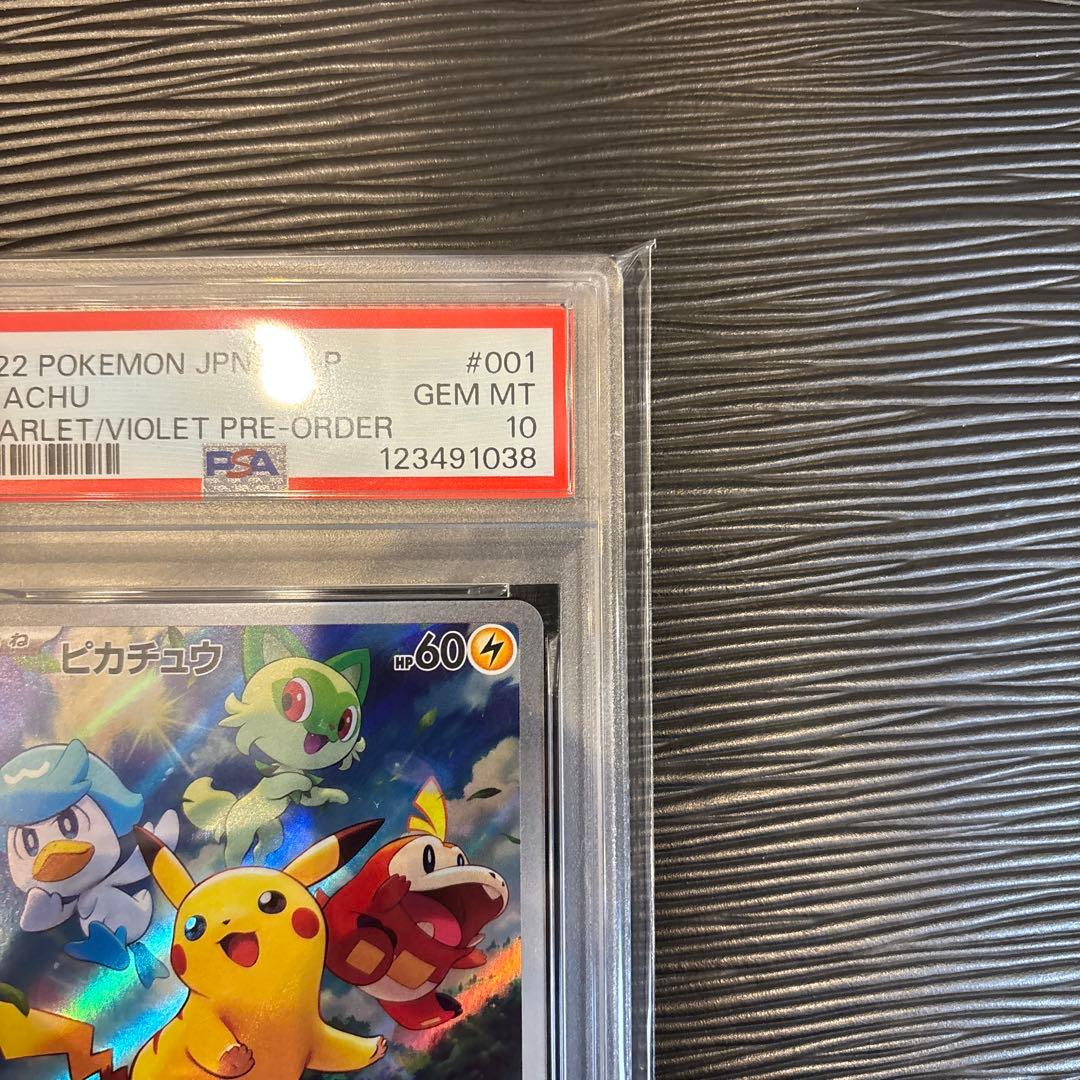 22 POKEMON JPN P #001
ACHU GEM MT
ARLET/VIOLET PRE-ORDER 10
PSA 123491038
ね ピカチュウ HP60